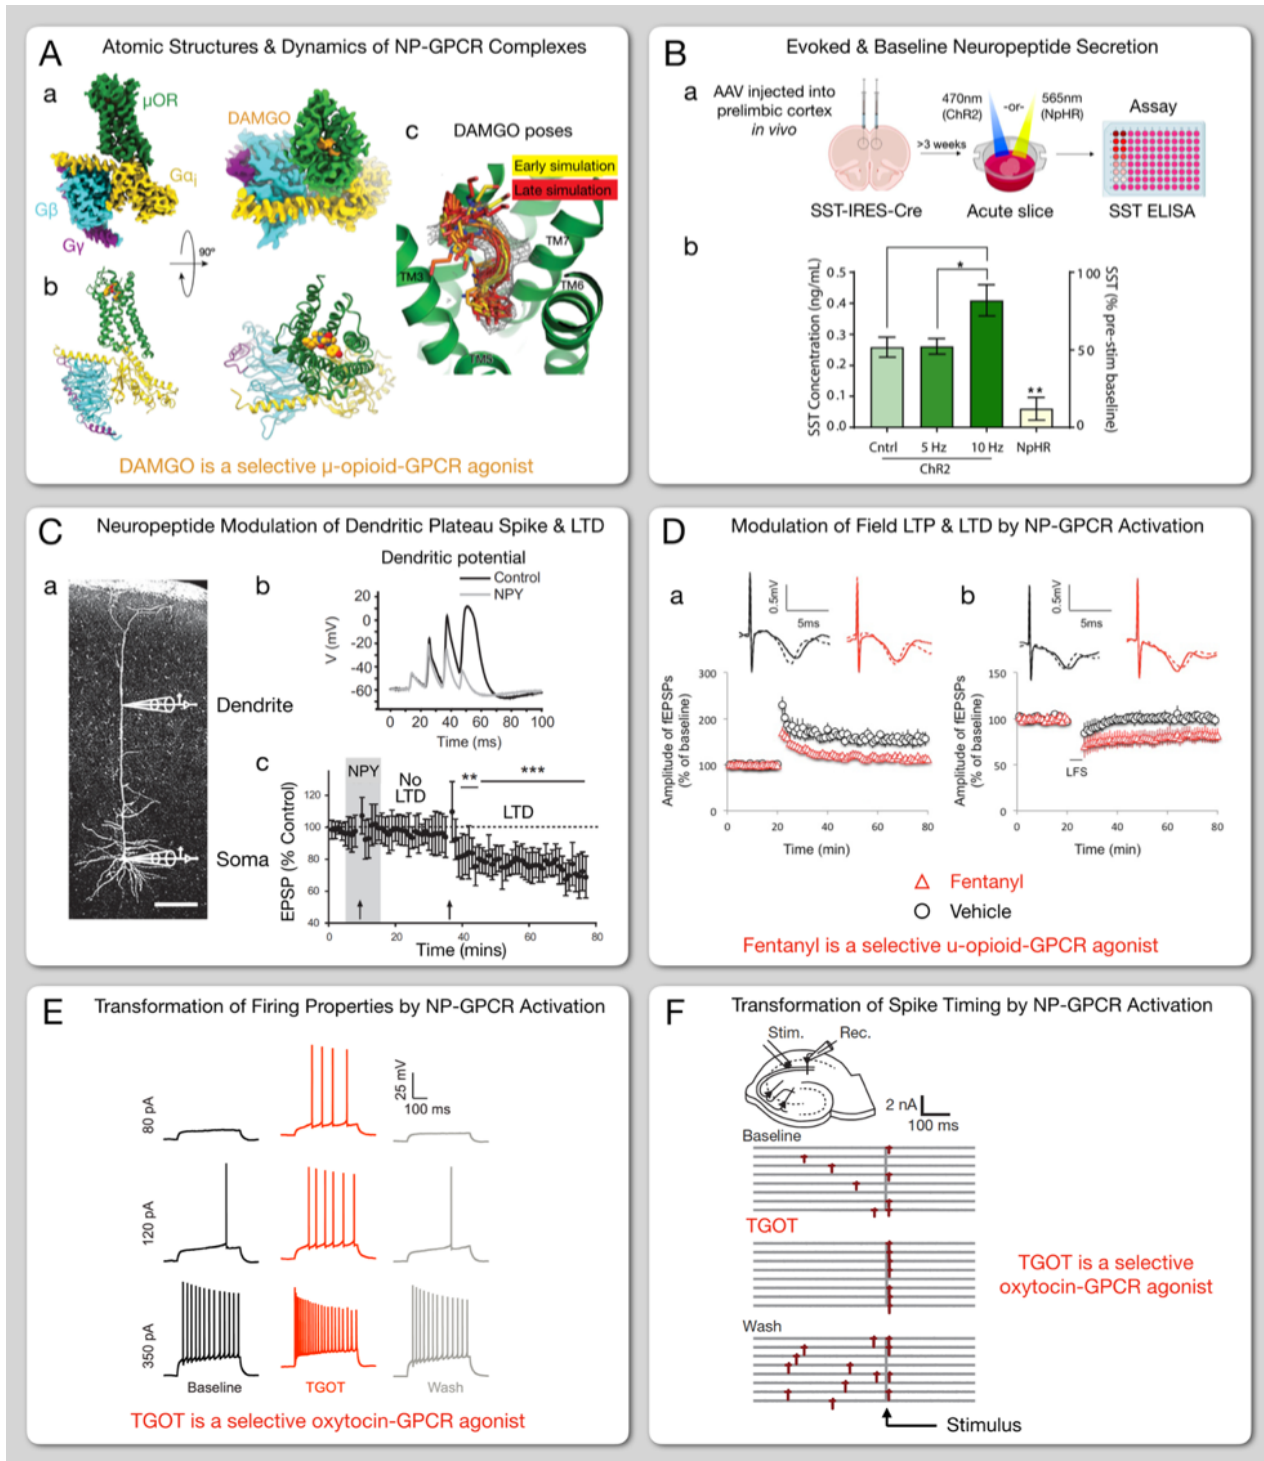 A
Atomic Structures & Dynamics of NP-GPCR Complexes
a
μOR
DAMGO
Gαi
Gβ
Gγ
90°
b
c
DAMGO poses
Early simulation
Late simulation
TM7
TM3
TM6
TM5
DAMGO is a selective μ-opioid-GPCR agonist
B
Evoked & Baseline Neuropeptide Secretion
a
AAV injected into
prelimbic cortex
in vivo
>3 weeks
470nm
(ChR2)
-or-
565nm
(NpHR)
Assay
SST-IRES-Cre
Acute slice
SST ELISA
b
SST Concentration (ng/mL)
0.5
0.4
0.3
0.2
0.1
0.0
*
**
100
50
0
SST (% pre-stim baseline)
Cntrl
5 Hz
10 Hz
NpHR
ChR2
C
Neuropeptide Modulation of Dendritic Plateau Spike & LTD
a
Dendrite
Soma
b
Dendritic potential
Control
NPY
V (mV)
20
0
-20
-40
-60
0 20 40 60 80 100
Time (ms)
c
NPY
No
LTD
**
***
LTD
EPSP (% Control)
120
100
80
60
40
0 20 40 60 80
Time (mins)
D
Modulation of Field LTP & LTD by NP-GPCR Activation
a
0.5mV
5ms
Amplitude of fEPSPs
(% of baseline)
300
200
100
0
0 20 40 60 80
Time (min)
b
0.5mV
5ms
Amplitude of fEPSPs
(% of baseline)
150
100
50
0
LFS
0 20 40 60 80
Time (min)
Fentanyl
Vehicle
Fentanyl is a selective u-opioid-GPCR agonist
E
Transformation of Firing Properties by NP-GPCR Activation
25 mV
100 ms
80 pA
120 pA
350 pA
Baseline
TGOT
Wash
TGOT is a selective oxytocin-GPCR agonist
F
Transformation of Spike Timing by NP-GPCR Activation
Stim.
Rec.
2 nA
100 ms
Baseline
TGOT
TGOT is a selective
oxytocin-GPCR agonist
Wash
Stimulus